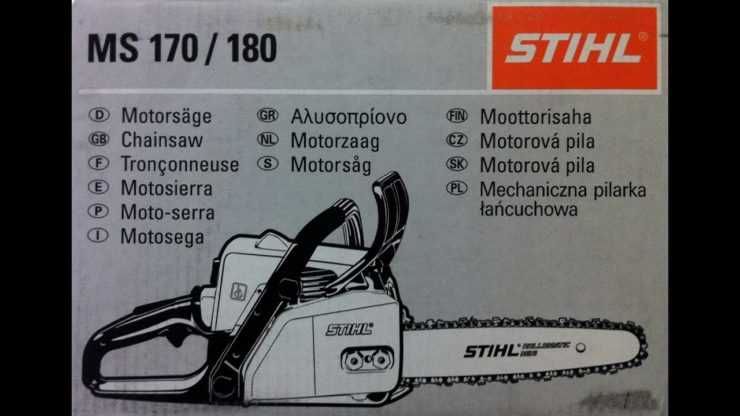 MS 170 / 180
STIHL®
D Motorsäge
GB Chainsaw
F Tronçonneuse
E Motosierra
P Moto-serra
I Motosega
GR Αλυσοπρίονο
NL Motorzaag
S Motorsåg
FIN Moottorisaha
CZ Motorová pila
SK Motorová pila
PL Mechaniczna pilarka
łańcuchowa
STIHL®
STIHL® ROLLOMATIC